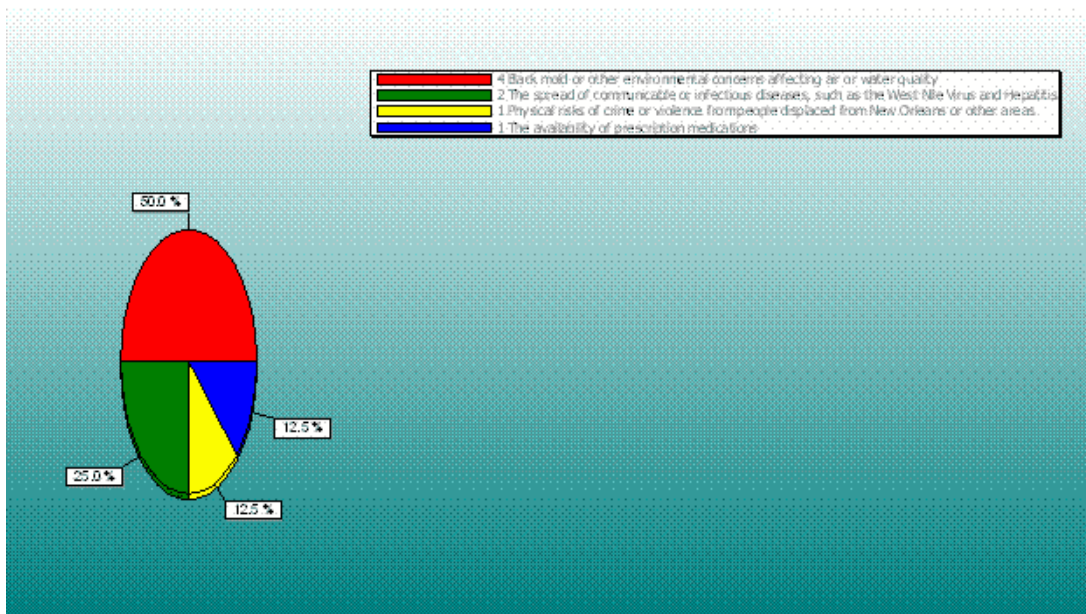 4 Back mold or other environmental concerns affecting air or water quality
2 The spread of communicable or infectious diseases, such as the West Nile Virus and Hepatitis
1 Physical risks of crime or violence from people displaced from New Orleans or other areas.
1 The availability of prescription medications
50.0 %
12.5 %
25.0 %
12.5 %